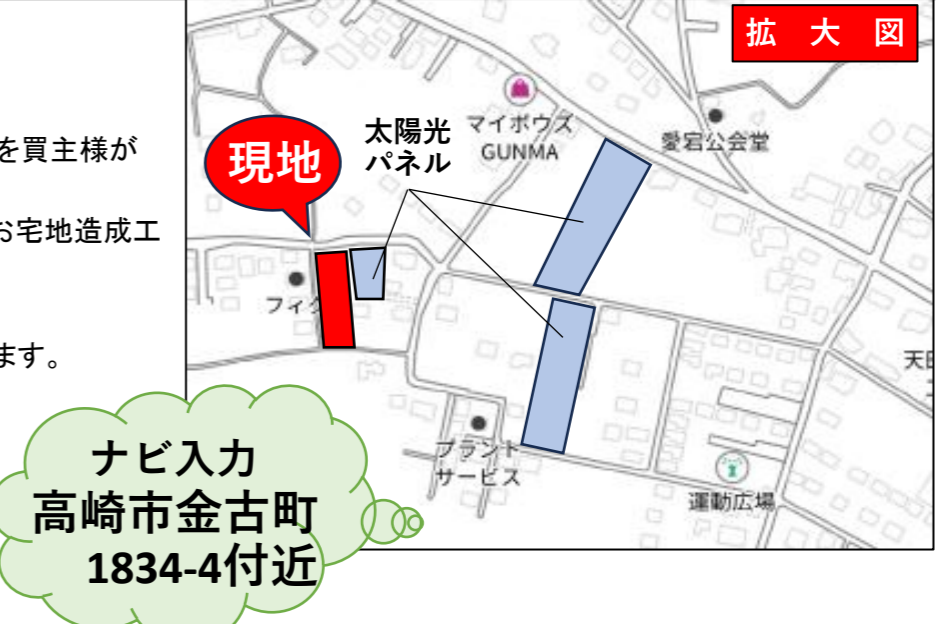 を買主様が
お宅地造成工
ます。
拡大図
現地
太陽光
パネル
マイボウズ
GUNMA
愛宕公会堂
フィ
プラント
サービス
運動広場
天田
ナビ入力
高崎市金古町
1834-4付近